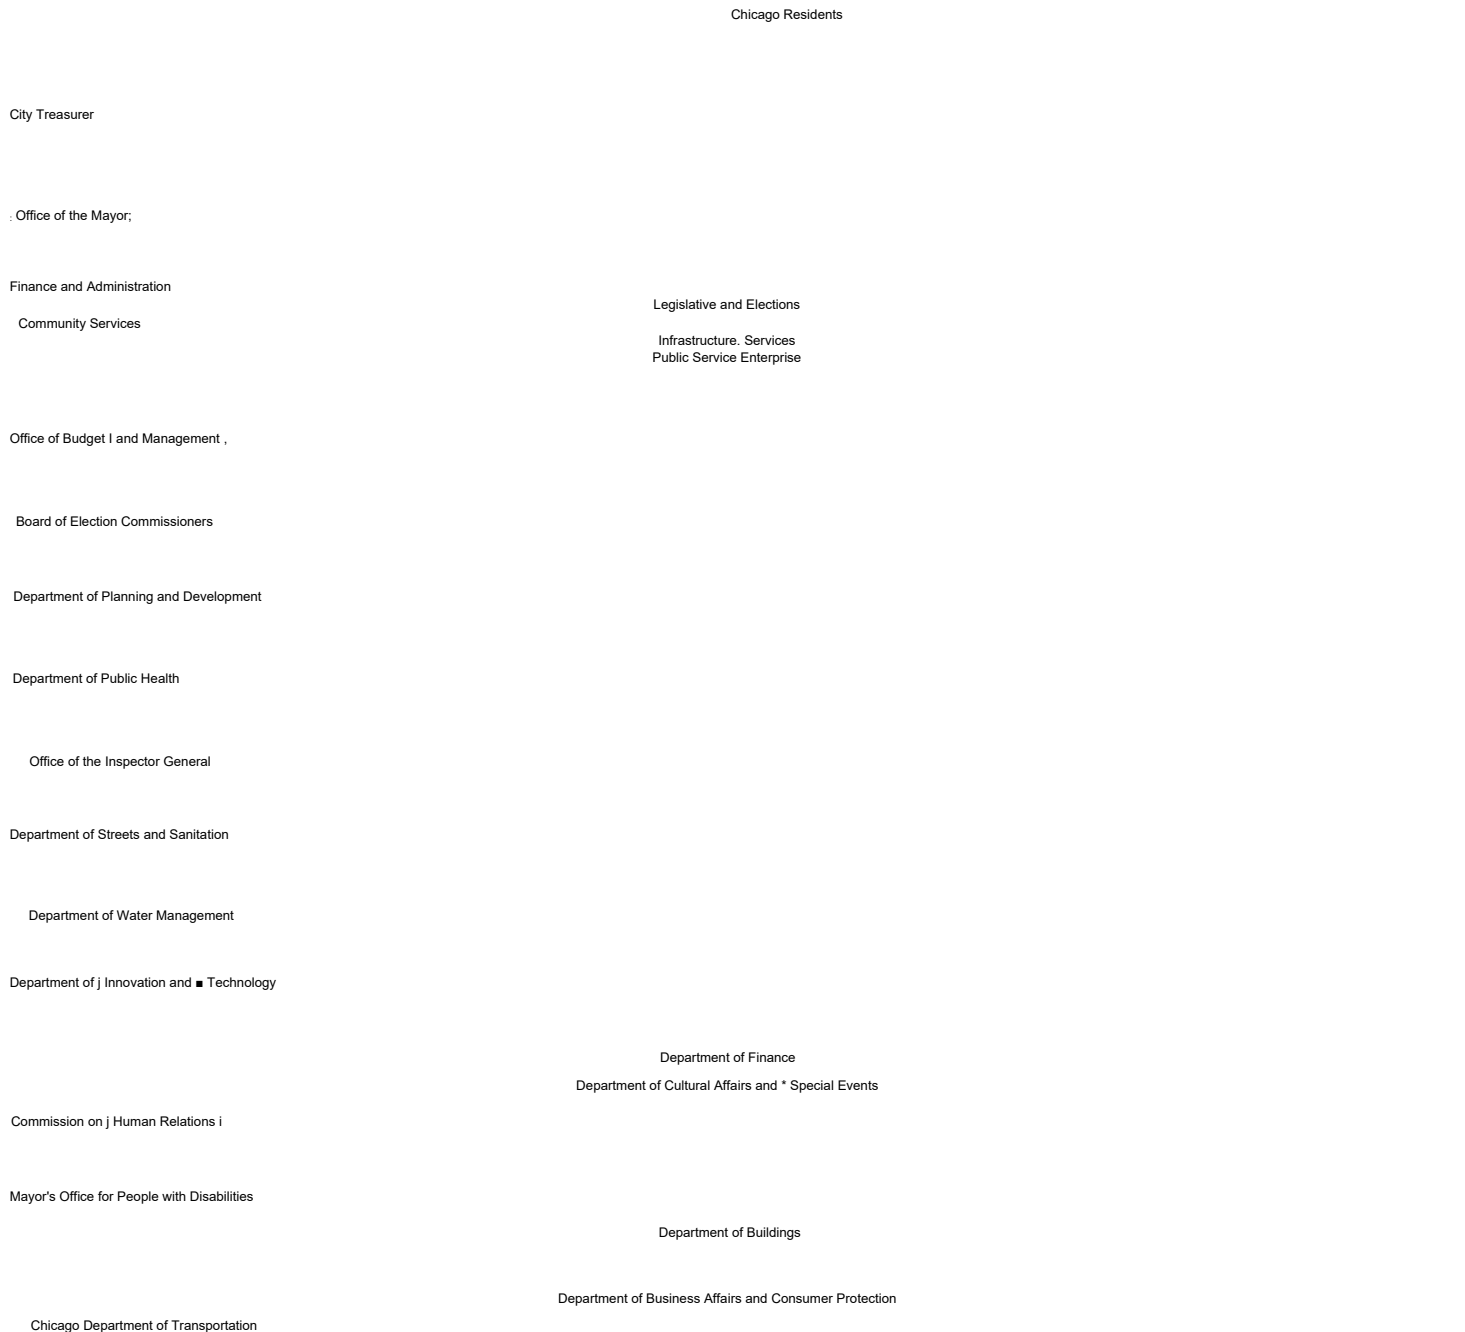 Chicago Residents
City Treasurer
: Office of the Mayor;
Finance and Administration
Legislative and Elections
Community Services
Infrastructure. Services
Public Service Enterprise
Office of Budget I and Management ,
Board of Election Commissioners
Department of Planning and Development
Department of Public Health
Office of the Inspector General
Department of Streets and Sanitation
Department of Water Management
Department of j Innovation and ■ Technology
Department of Finance
Department of Cultural Affairs and * Special Events
Commission on j Human Relations i
Mayor's Office for People with Disabilities
Department of Buildings
Department of Business Affairs and Consumer Protection
Chicago Department of Transportation